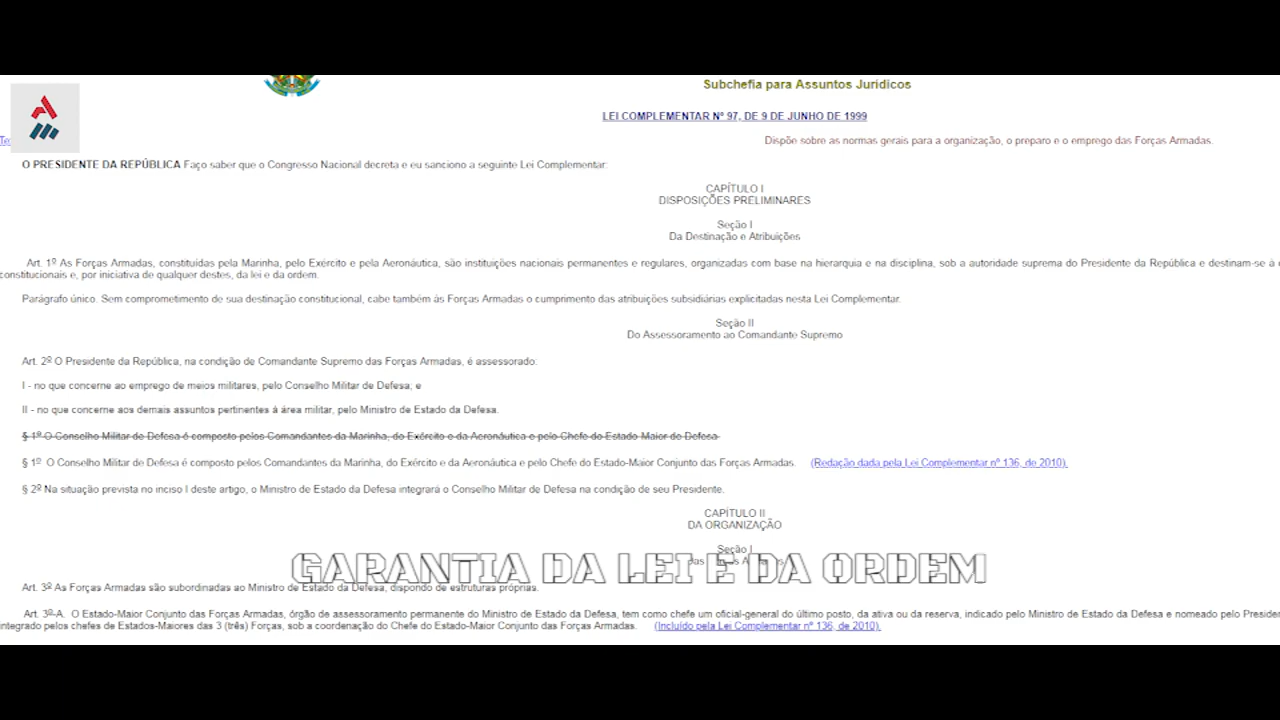 Subchefia para Assuntos Jurídicos
LEI COMPLEMENTAR Nº 97, DE 9 DE JUNHO DE 1999
Dispõe sobre as normas gerais para a organização, o preparo e o emprego das Forças Armadas.
O PRESIDENTE DA REPÚBLICA Faço saber que o Congresso Nacional decreta e eu sanciono a seguinte Lei Complementar:
CAPÍTULO I
DISPOSIÇÕES PRELIMINARES
Seção I
Da Destinação e Atribuições
Art. 1º As Forças Armadas, constituídas pela Marinha, pelo Exército e pela Aeronáutica, são instituições nacionais permanentes e regulares, organizadas com base na hierarquia e na disciplina, sob a autoridade suprema do Presidente da República e destinam-se à
constitucionais e, por iniciativa de qualquer destes, da lei e da ordem.
Parágrafo único. Sem comprometimento de sua destinação constitucional, cabe também às Forças Armadas o cumprimento das atribuições subsidiárias explicitadas nesta Lei Complementar.
Seção II
Do Assessoramento ao Comandante Supremo
Art. 2º O Presidente da República, na condição de Comandante Supremo das Forças Armadas, é assessorado:
I - no que concerne ao emprego de meios militares, pelo Conselho Militar de Defesa; e
II - no que concerne aos demais assuntos pertinentes à área militar, pelo Ministro de Estado da Defesa.
§ 1º O Conselho Militar de Defesa é composto pelos Comandantes da Marinha, do Exército e da Aeronáutica e pelo Chefe do Estado-Maior de Defesa.
§ 1º O Conselho Militar de Defesa é composto pelos Comandantes da Marinha, do Exército e da Aeronáutica e pelo Chefe do Estado-Maior Conjunto das Forças Armadas. (Redação dada pela Lei Complementar nº 136, de 2010).
§ 2º Na situação prevista no inciso I deste artigo, o Ministro de Estado da Defesa integrará o Conselho Militar de Defesa na condição de seu Presidente.
CAPÍTULO II
DA ORGANIZAÇÃO
Seção I
GARANTIA DA LEI E DA ORDEM
Art. 3º As Forças Armadas são subordinadas ao Ministro de Estado da Defesa, dispondo de estruturas próprias.
Art. 3º-A. O Estado-Maior Conjunto das Forças Armadas, órgão de assessoramento permanente do Ministro de Estado da Defesa, tem como chefe um oficial-general do último posto, da ativa ou da reserva, indicado pelo Ministro de Estado da Defesa e nomeado pelo
integrado pelos chefes de Estados-Maiores das 3 (três) Forças, sob a coordenação do Chefe do Estado-Maior Conjunto das Forças Armadas. (Incluído pela Lei Complementar nº 136, de 2010).